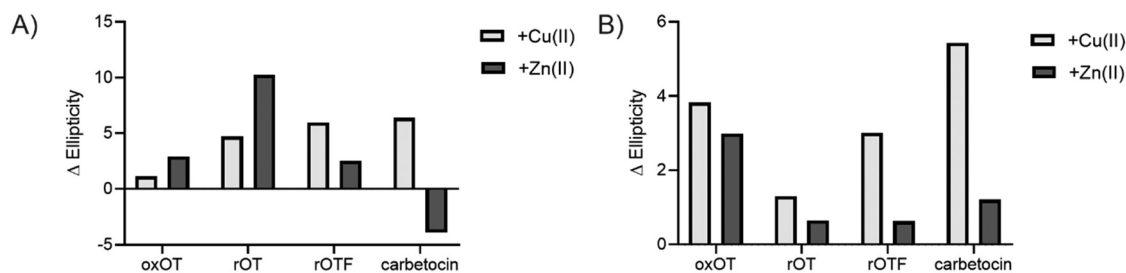 A)
Δ Ellipticity
15
10
5
0
-5
oxOT rOT rOTF carbetocin
+Cu(II)
+Zn(II)
B)
Δ Ellipticity
6
4
2
0
oxOT rOT rOTF carbetocin
+Cu(II)
+Zn(II)